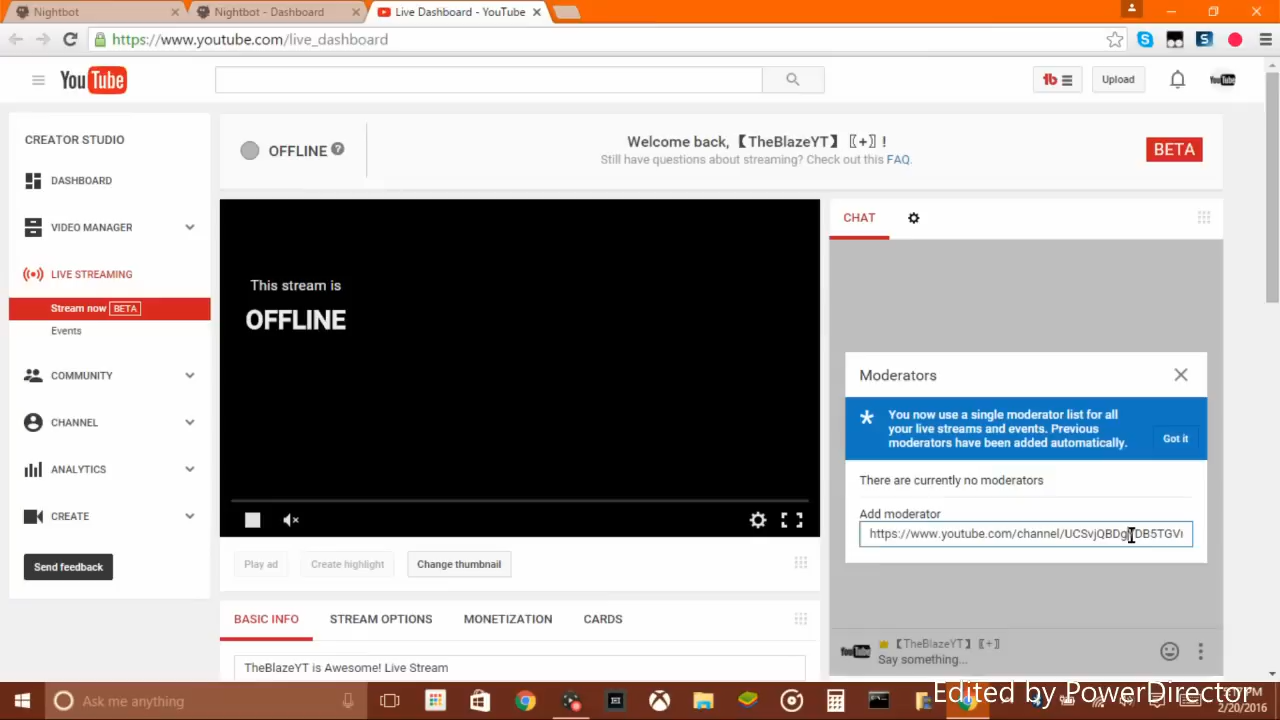 Nightbot
Nightbot - Dashboard
Live Dashboard - YouTube
https://www.youtube.com/live_dashboard
YouTube
Upload
YouTube
CREATOR STUDIO
DASHBOARD
VIDEO MANAGER
LIVE STREAMING
Stream now BETA
Events
COMMUNITY
CHANNEL
ANALYTICS
CREATE
Send feedback
OFFLINE ?
Welcome back, 【TheBlazeYT】 〖+〗 !
Still have questions about streaming? Check out this FAQ.
BETA
This stream is
OFFLINE
Play ad
Create highlight
Change thumbnail
BASIC INFO
STREAM OPTIONS
MONETIZATION
CARDS
TheBlazeYT is Awesome! Live Stream
CHAT
Moderators
You now use a single moderator list for all
your live streams and events. Previous
moderators have been added automatically.
Got it
There are currently no moderators
Add moderator
YouTube
【TheBlazeYT】 〖+〗
Say something...
Ask me anything
Edited by PowerDirector
2/20/2016